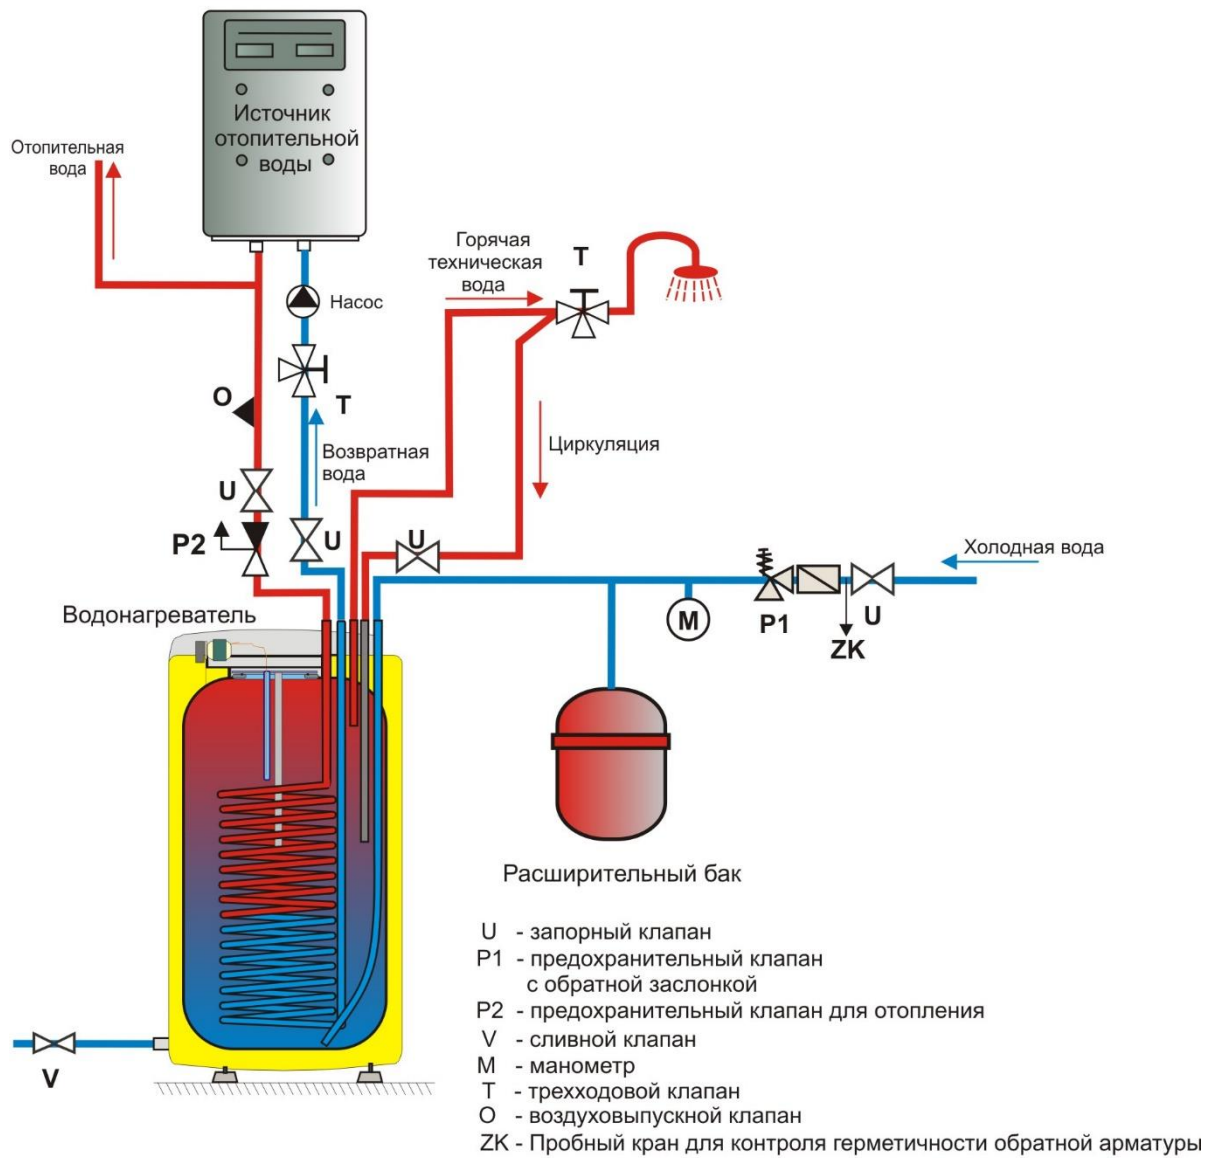 Источник
отопительной
воды
Отопительная
вода
Горячая
техническая
вода
T
Насос
O
T
Возвратная
вода
Циркуляция
U
P2
U
U
Холодная вода
Водонагреватель
M
P1
U
ZK
Расширительный бак
U - запорный клапан
P1 - предохранительный клапан
с обратной заслонкой
P2 - предохранительный клапан для отопления
V - сливной клапан
M - манометр
T - трехходовой клапан
O - воздуховыпускной клапан
ZK - Пробный кран для контроля герметичности обратной арматуры
V